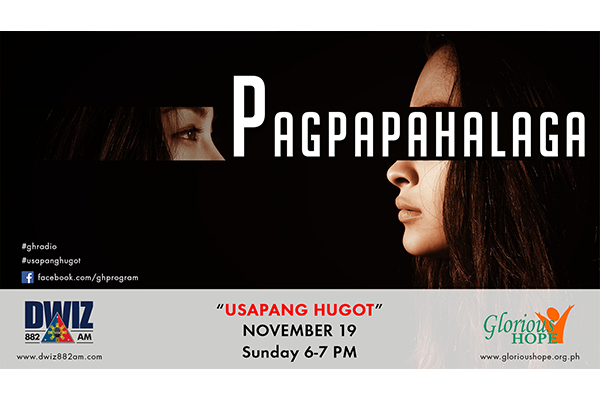 PAGPAPAHALAGA
#ghradio
#usapanghugot
facebook.com/ghprogram
DWIZ
882 AM
www.dwiz882am.com
“USAPANG HUGOT”
NOVEMBER 19
Sunday 6-7 PM
Glorious
HOPE
www.glorioushope.org.ph